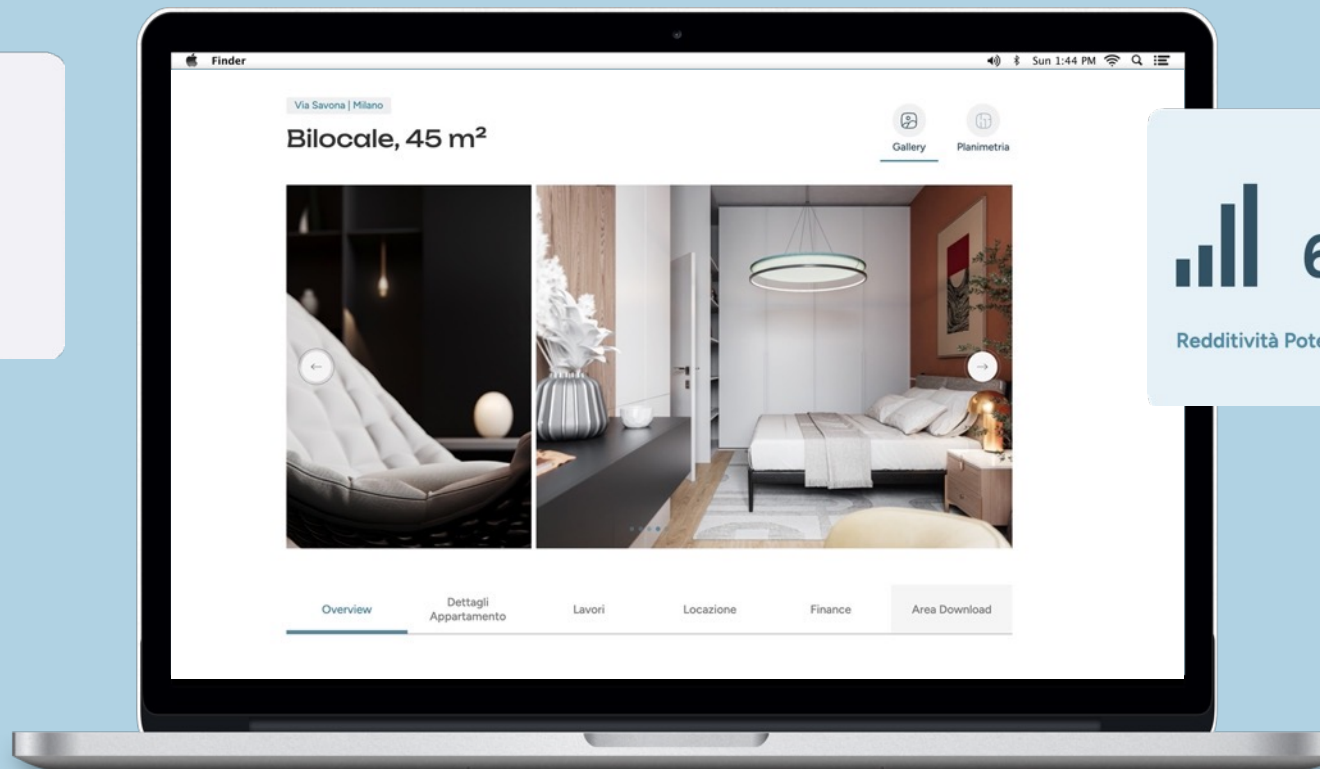 Finder
Sun 1:44 PM
Via Savona | Milano
Bilocale, 45 m²
Gallery
Planimetria
6
Redditività Pote
Overview
Dettagli
Appartamento
Lavori
Locazione
Finance
Area Download